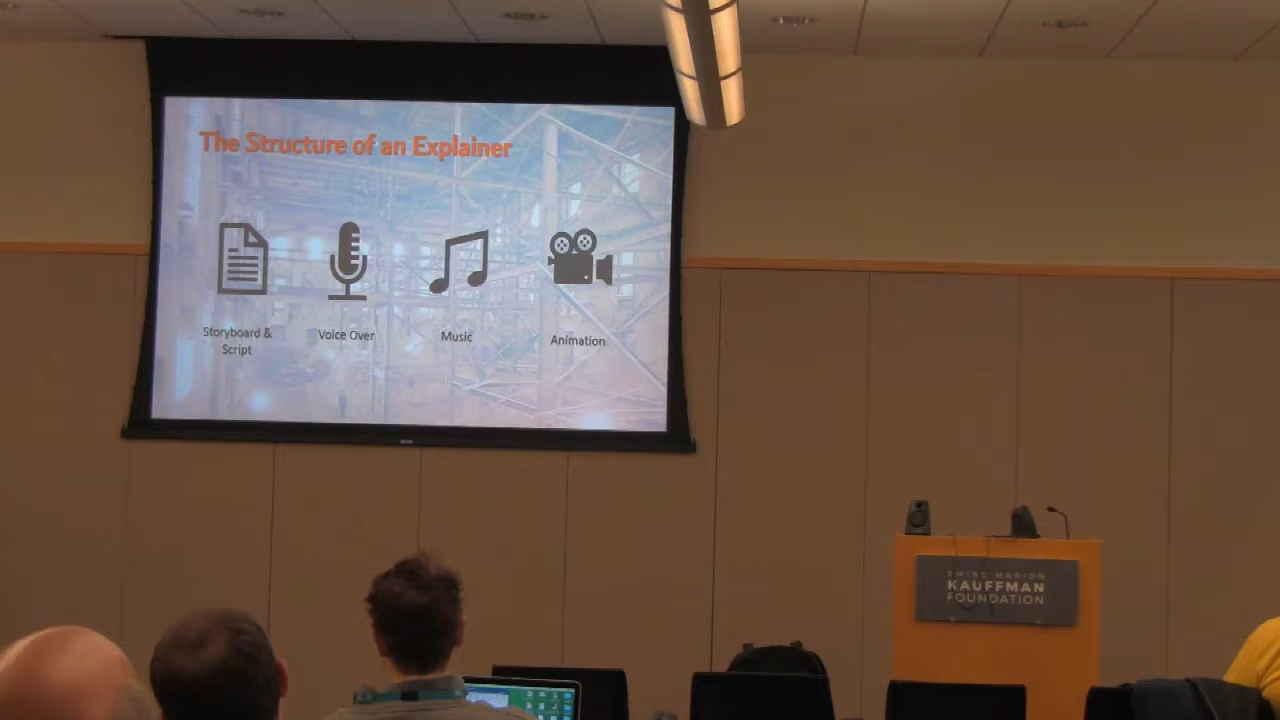 The Structure of an Explainer
Storyboard &
Script
Voice Over
Music
Animation
EWING MARION
KAUFFMAN
FOUNDATION